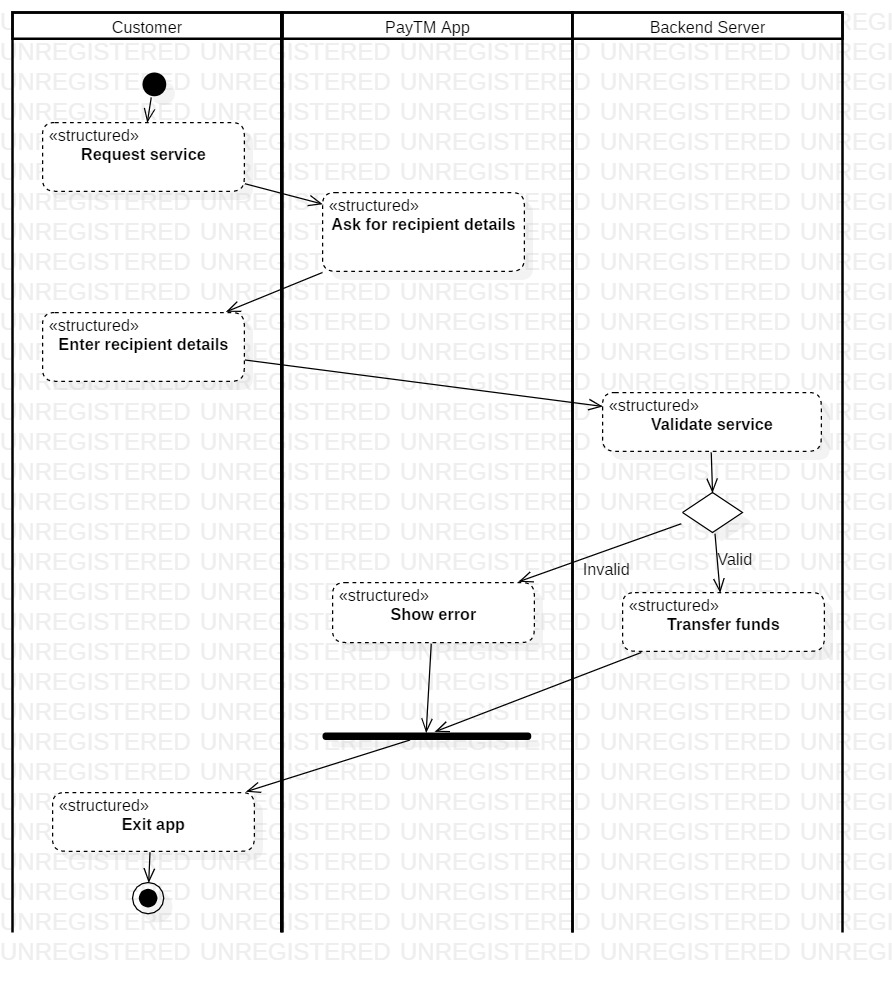 Customer
PayTM App
Backend Server
«structured»
Request service
«structured»
Ask for recipient details
«structured»
Enter recipient details
«structured»
Validate service
Invalid
Valid
«structured»
Show error
«structured»
Transfer funds
«structured»
Exit app
UNREGISTERED UNREGISTERED UNREGISTERED UNREGISTERED UNREGI